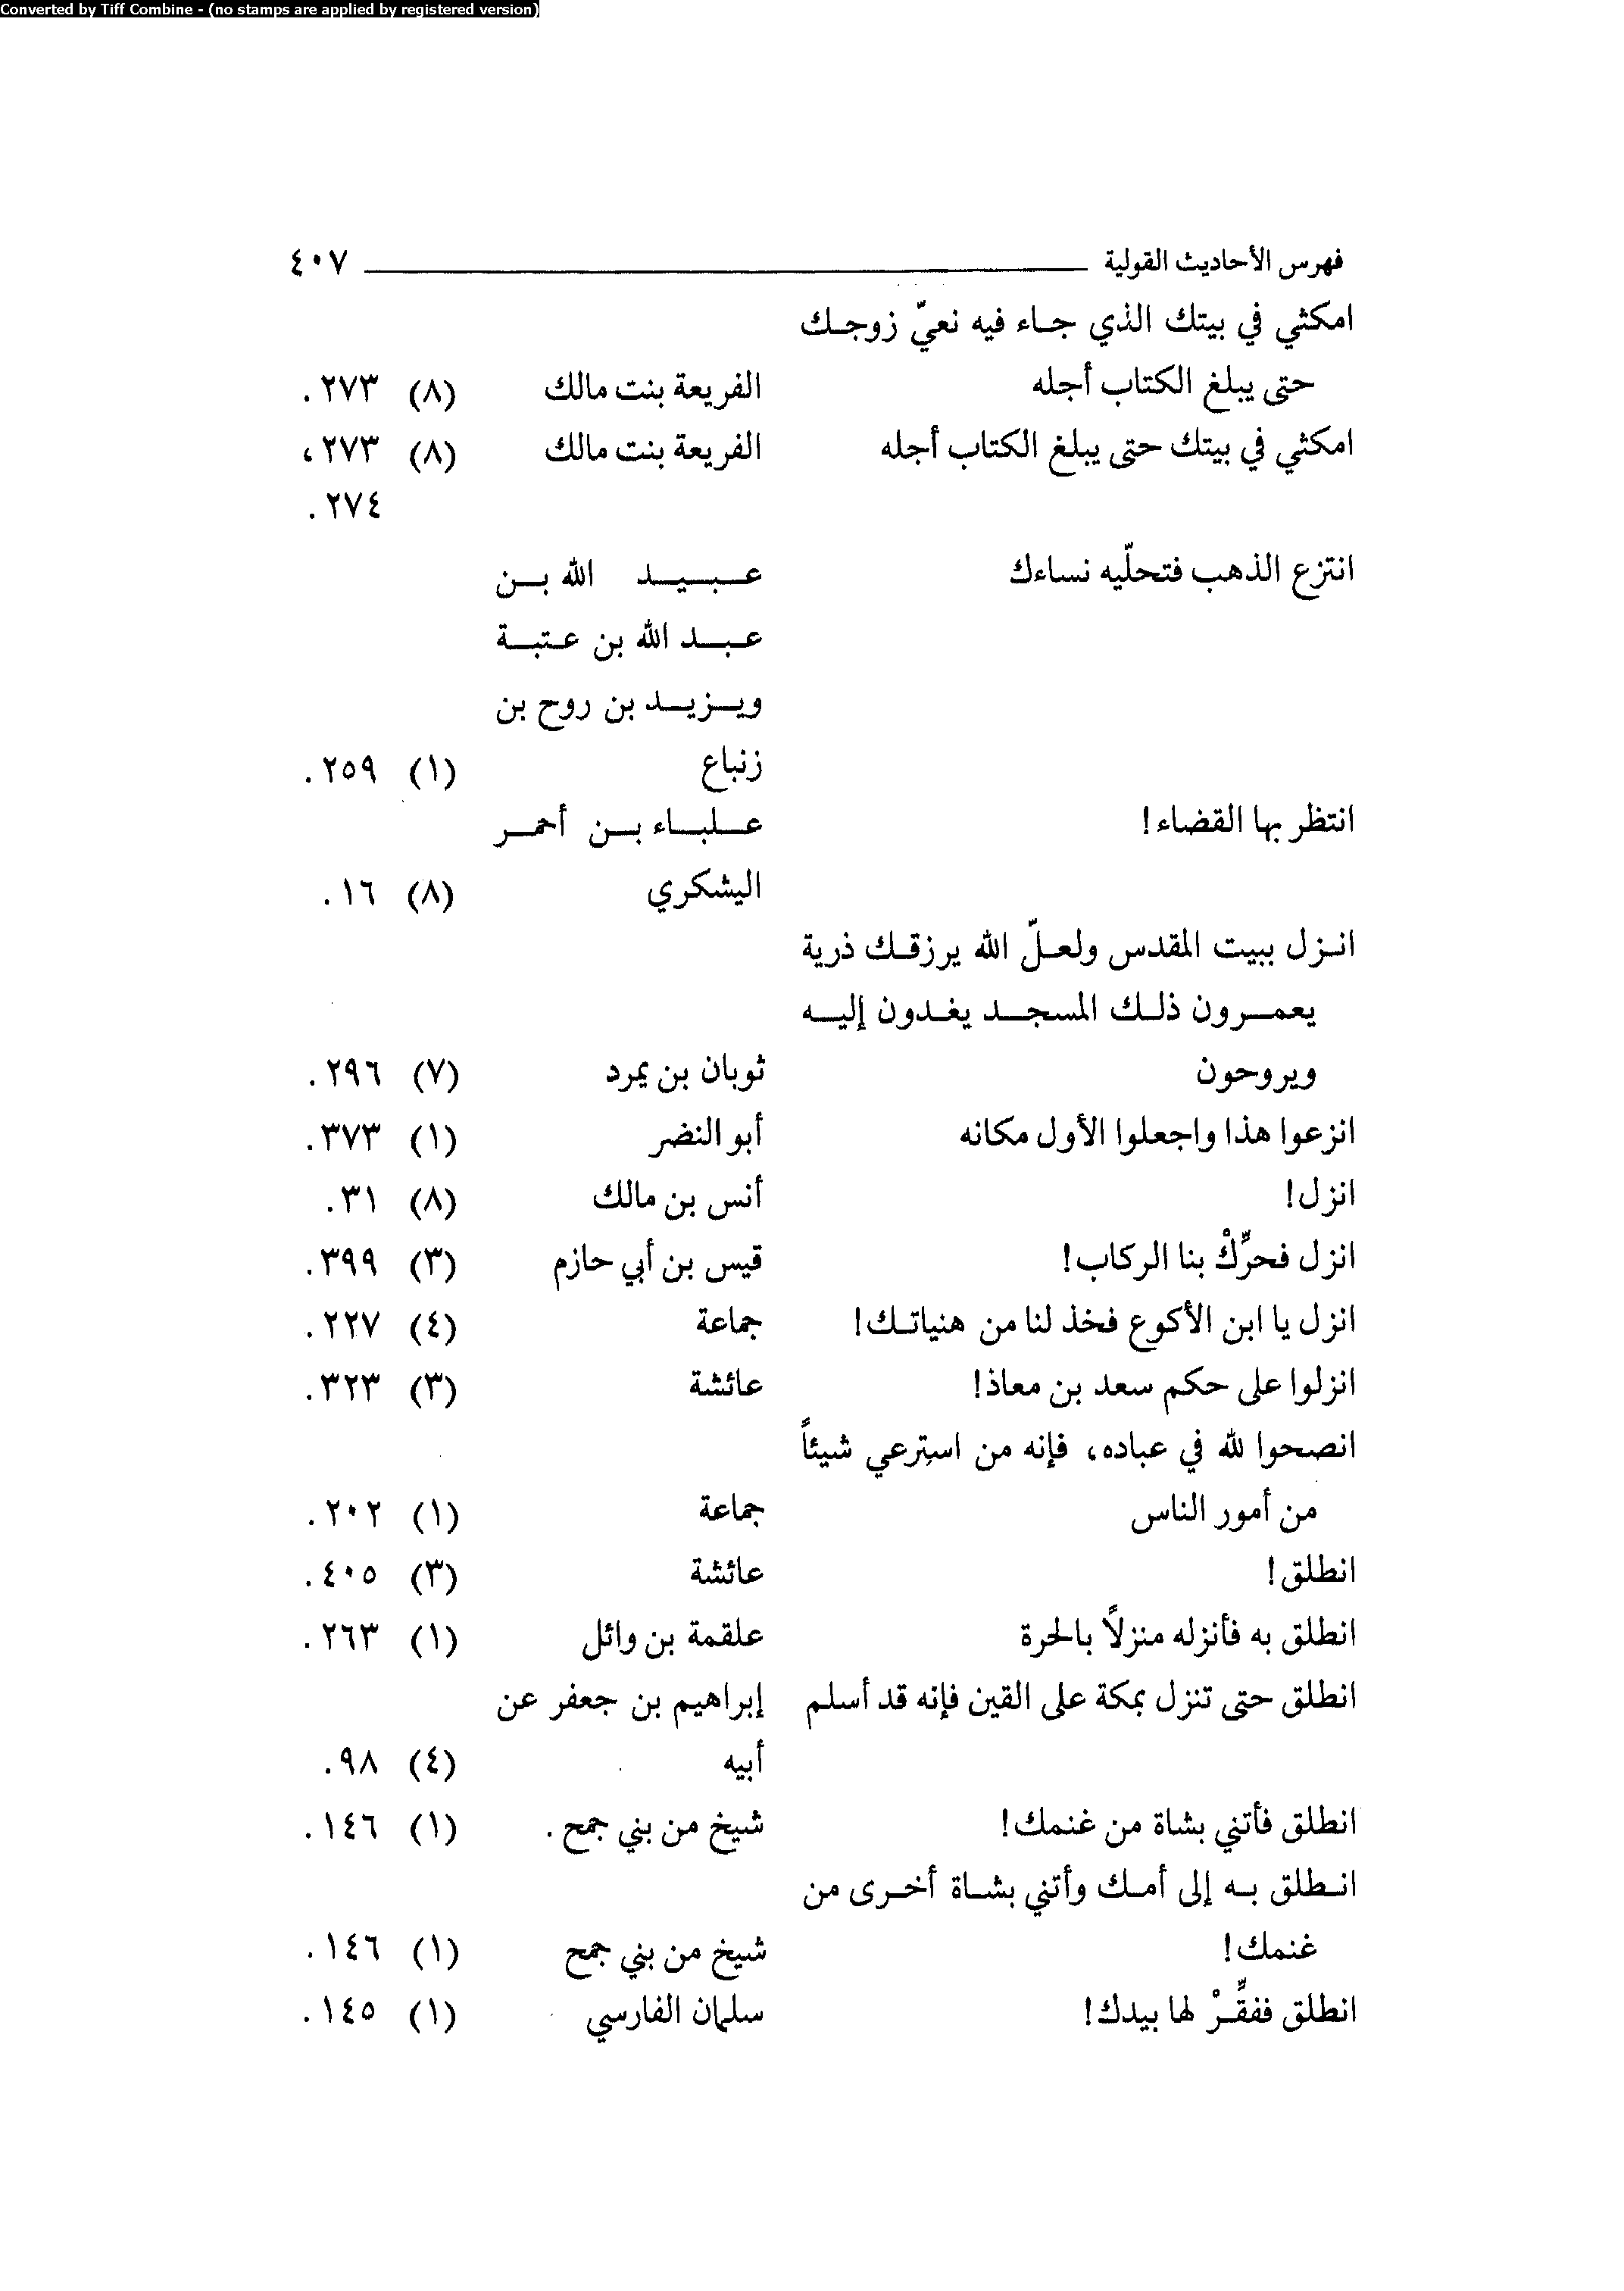 Converted by Tiff Combine - (no stamps are applied by registered version)
فهرس الأحاديث القولية ٤٠٧
امكثي في بيتك الذي جاء فيه نعيّ زوجك
حتى يبلغ الكتاب أجله الفريعة بنت مالك (٨) ٢٧٣.
امكثي في بيتك حتى يبلغ الكتاب أجله الفريعة بنت مالك (٨) ٢٧٣،
٢٧٤.
انتزع الذهب فتحلّيه نساءك عبيد الله بن
عبد الله بن عتبة
ويزيد بن روح بن
زنباع (١) ٢٥٩.
انتظر بها القضاء! علباء بن أحمر
اليشكري (٨) ١٦.
انزل ببيت المقدس ولعلّ الله يرزقك ذرية
يعمرون ذلك المسجد يغدون إليه
ويروحون ثوبان بن يمرد (٧) ٢٩٦.
انزعوا هذا واجعلوا الأول مكانه أبو النضر (١) ٣٧٣.
انزل! أنس بن مالك (٨) ٣١.
انزل فحرِّكْ بنا الركاب! قيس بن أبي حازم (٣) ٣٩٩.
انزل يا ابن الأكوع فخذ لنا من هنياتك! جماعة (٤) ٢٢٧.
انزلوا على حكم سعد بن معاذ! عائشة (٣) ٣٢٣.
انصحوا لله في عباده، فإنه من استرعي شيئاً
من أمور الناس جماعة (١) ٢٠٢.
انطلق! عائشة (٣) ٤٠٥.
انطلق به فأنزله منزلاً بالحرة علقمة بن وائل (١) ٢٦٣.
انطلق حتى تنزل بمكة على القين فإنه قد أسلم إبراهيم بن جعفر عن
أبيه (٤) ٩٨.
انطلق فأتني بشاة من غنمك! شيخ من بني جمح. (١) ١٤٦.
انطلق به إلى أمك وأتني بشاة أخرى من
غنمك! شيخ من بني جمح (١) ١٤٦.
انطلق ففقِّرْ لها بيدك! سلمان الفارسي (١) ١٤٥.